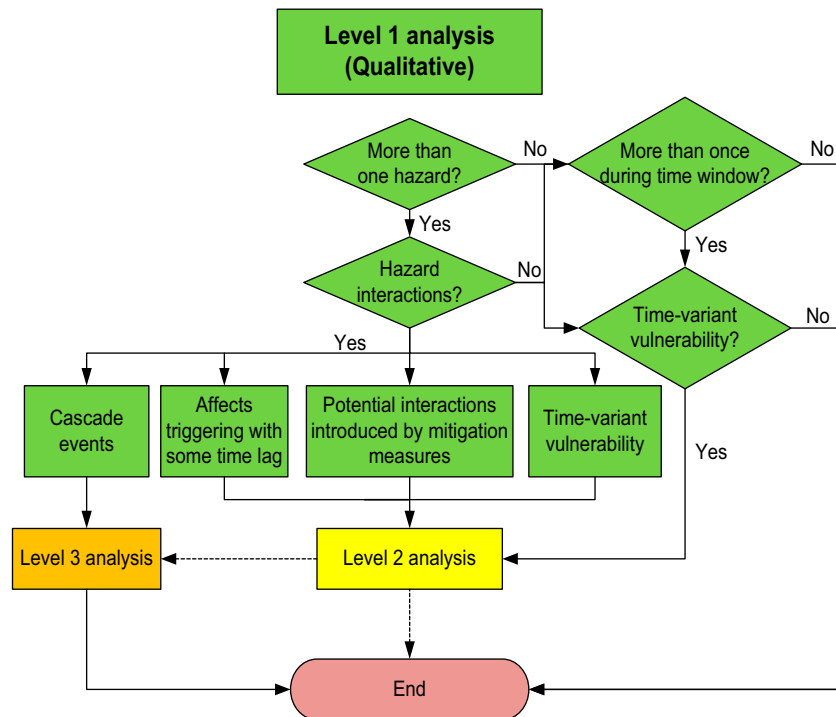 Level 1 analysis
(Qualitative)
More than
one hazard?
No
More than once
during time window?
No
Yes
Yes
Hazard
interactions?
No
Time-variant
vulnerability?
No
Yes
Cascade
events
Affects
triggering with
some time lag
Potential interactions
introduced by mitigation
measures
Time-variant
vulnerability
Yes
Level 3 analysis
Level 2 analysis
End